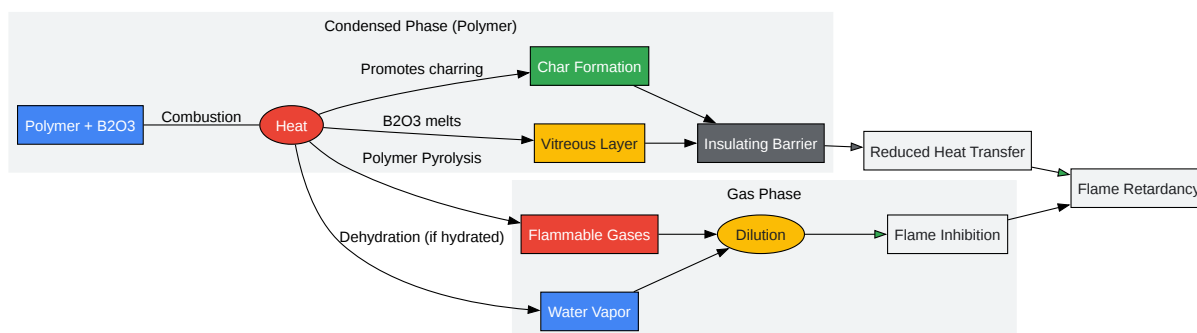 Condensed Phase (Polymer)
Polymer + B2O3
Combustion
Heat
Promotes charring
Char Formation
B2O3 melts
Vitreous Layer
Insulating Barrier
Reduced Heat Transfer
Flame Retardancy
Polymer Pyrolysis
Gas Phase
Flammable Gases
Dilution
Flame Inhibition
Dehydration (if hydrated)
Water Vapor